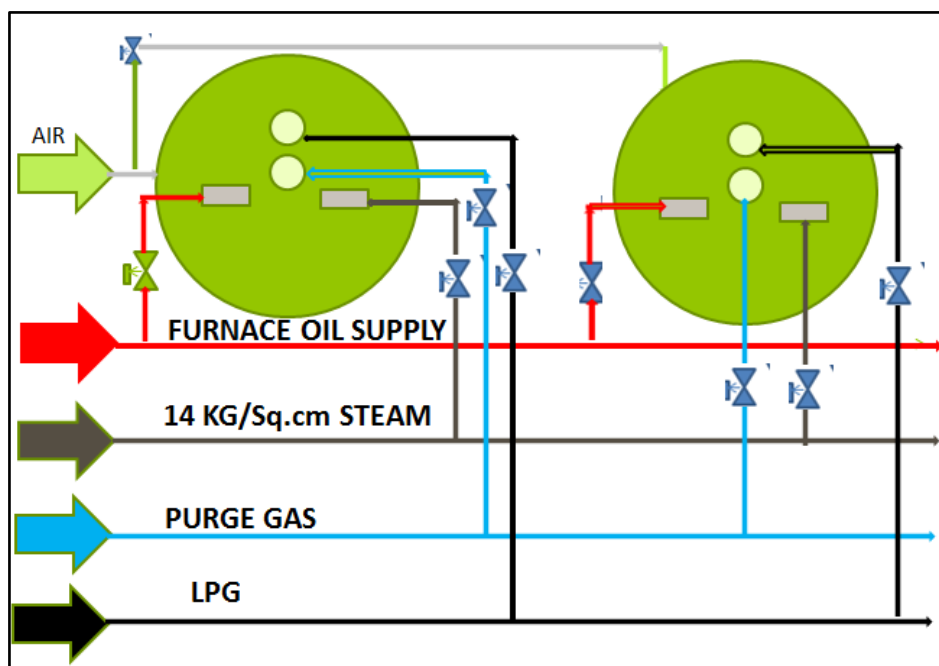 AIR
FURNACE OIL SUPPLY
14 KG/Sq.cm STEAM
PURGE GAS
LPG